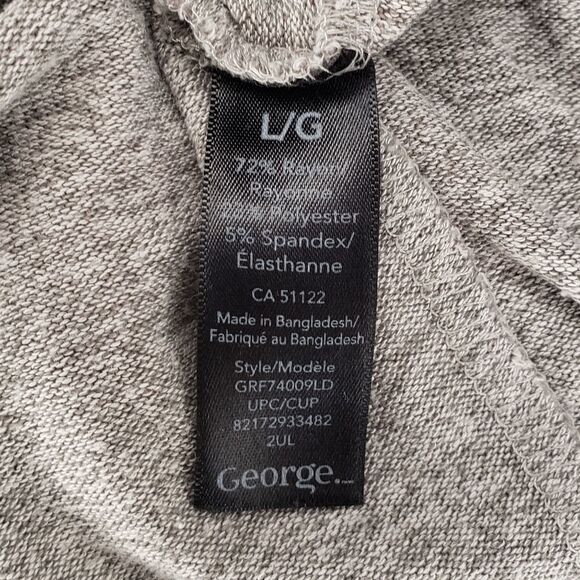 L/G
72% Rayon/
Rayonne
Polyester
5% Spandex/
Élasthanne
CA 51122
Made in Bangladesh/
Fabriqué au Bangladesh
Style/Modèle
GRF74009LD
UPC/CUP
82172933482
2UL
George.